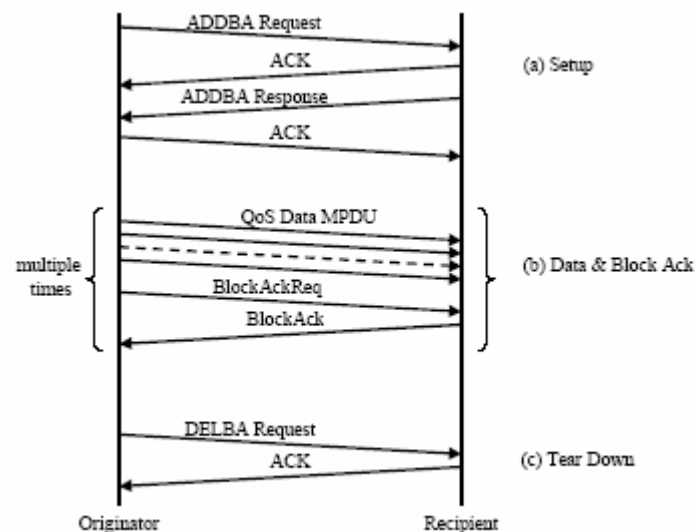 ADDBA Request
ACK
(a) Setup
ADDBA Response
ACK
QoS Data MPDU
multiple
times
(b) Data & Block Ack
BlockAckReq
BlockAck
DELBA Request
ACK
(c) Tear Down
Originator
Recipient